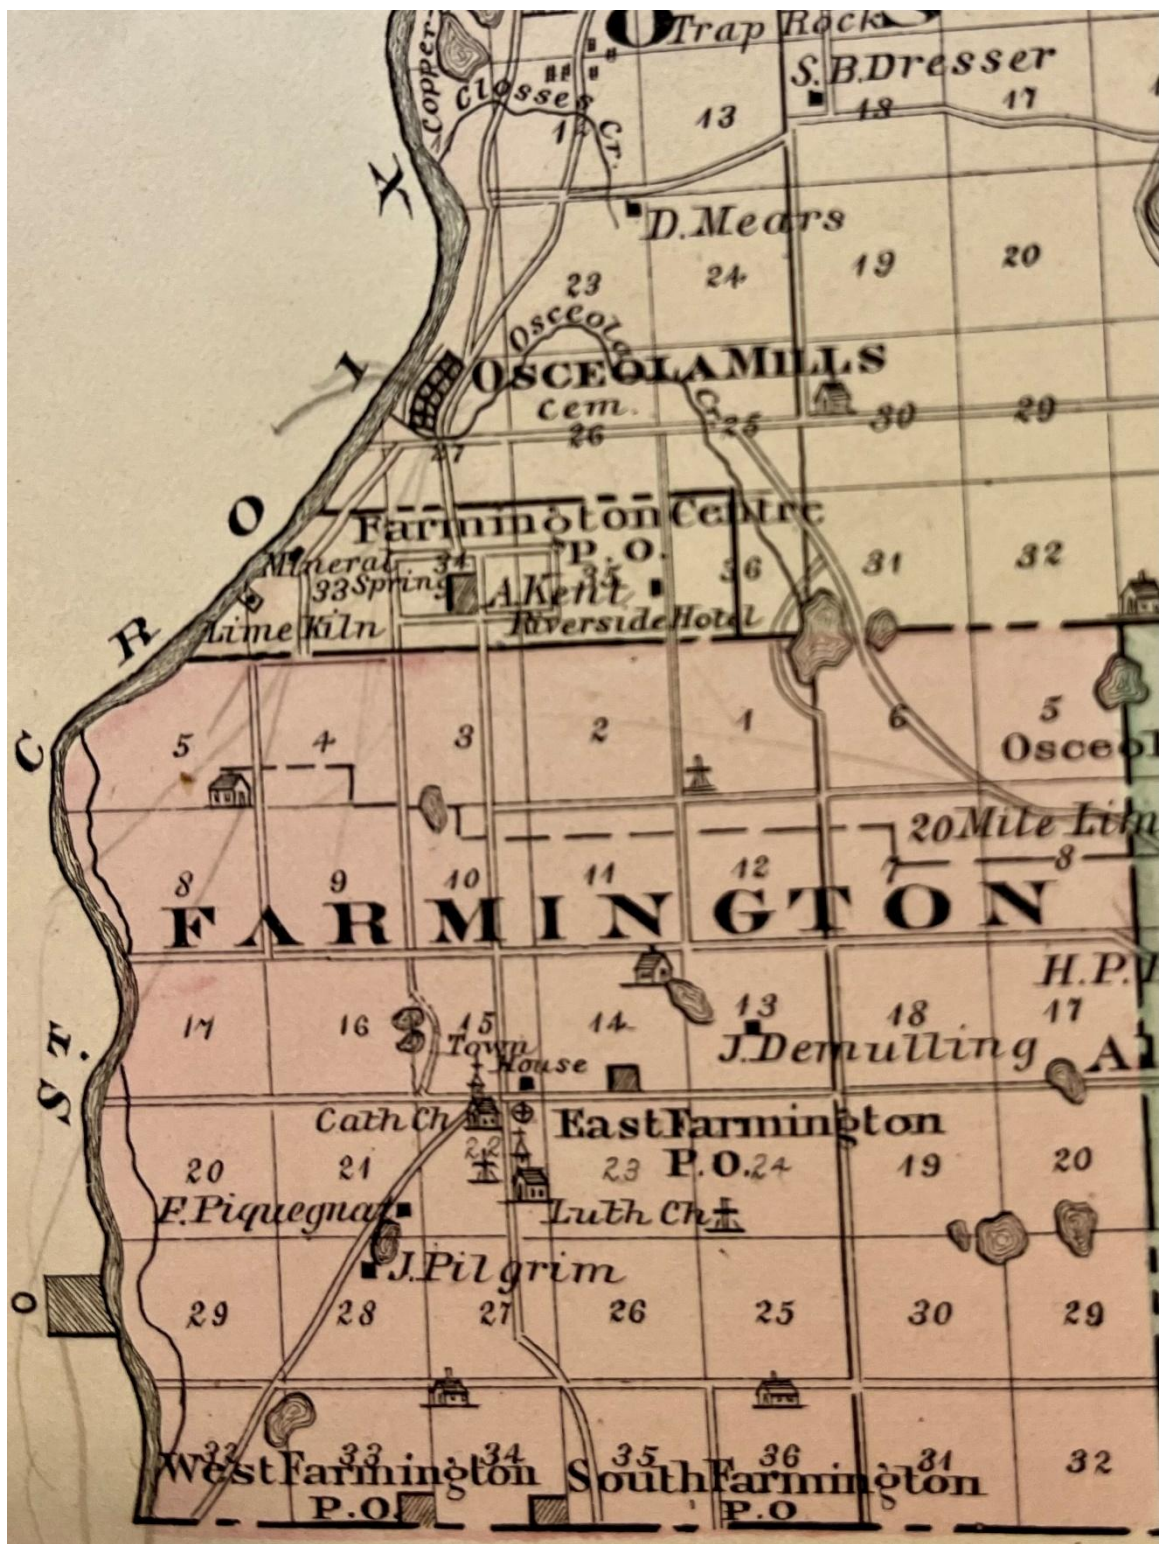 Trap Rock
S.B.Dresser
Copper
Closses
Cr.
13
18
17
X
D.Mears
23
24
19
20
Osceola
I
OSCEOLA MILLS
Cem.
Cr.
26
25
30
29
27
O
Farmington Centre
P.O.
Mineral
Spring
33
34
35
36
31
32
A.Kent
Lime Kiln
Riverside Hotel
R
5
4
3
2
1
6
5
C
20 Mile
8
9
10
11
12
7
8
FARMINGTON
H.P.
17
16
15
14
13
18
17
Town
House
J.Demulling
ST.
Cath Ch
East Farmington
P.O.
20
21
22
23
24
19
20
F.Piquegnat
Luth Ch
J.Pilgrim
O
29
28
27
26
25
30
29
32
33
34
35
36
31
32
West Farmington
P.O.
South Farmington
P.O